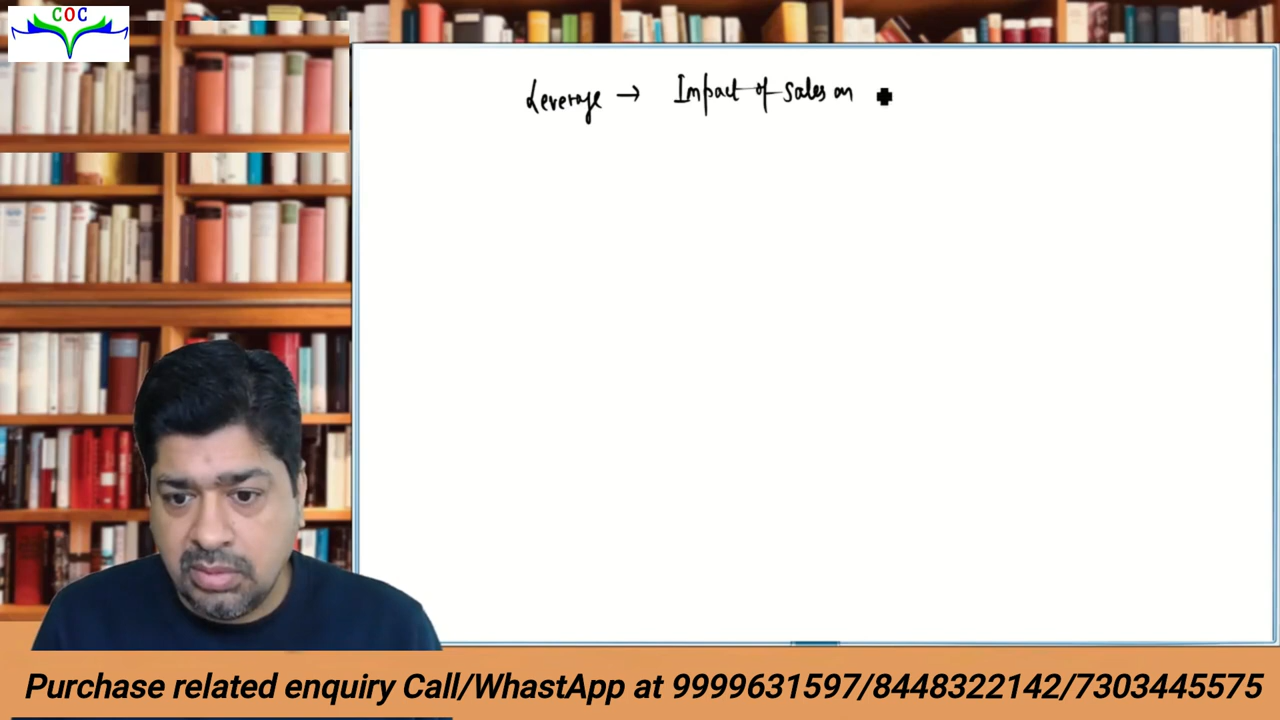 COC
Leverage → Impact of Sales on
Purchase related enquiry Call/WhastApp at 9999631597/8448322142/7303445575